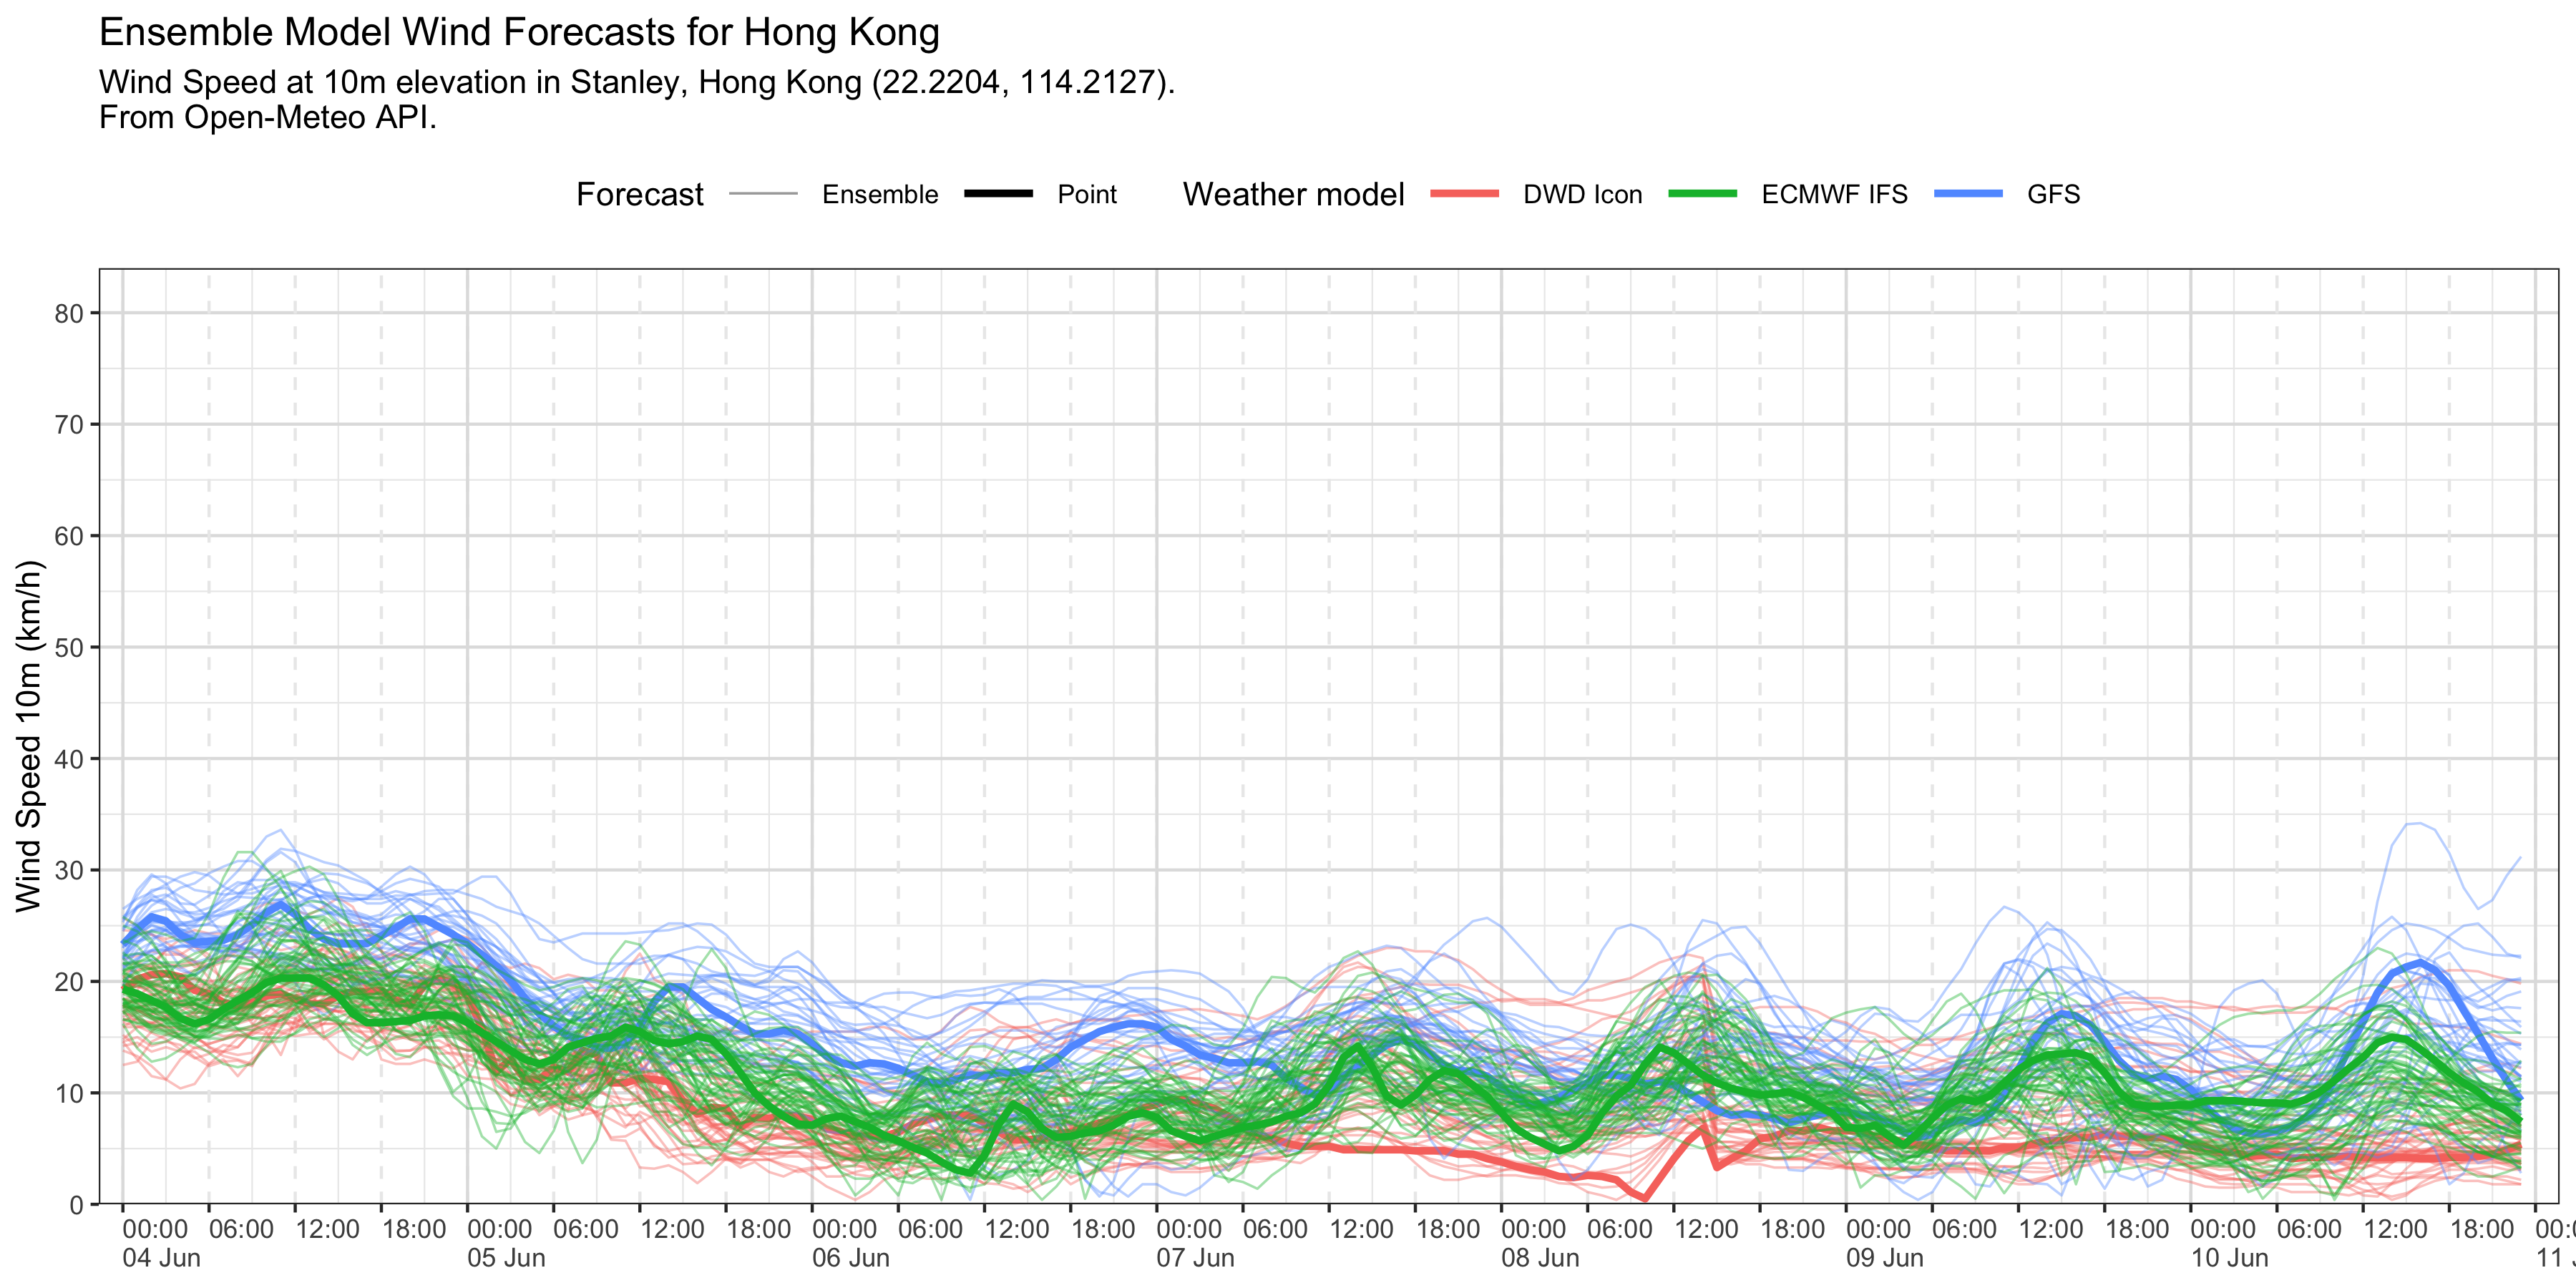 Ensemble Model Wind Forecasts for Hong Kong
Wind Speed at 10m elevation in Stanley, Hong Kong (22.2204, 114.2127).
From Open-Meteo API.
Forecast Ensemble Point Weather model DWD Icon ECMWF IFS GFS
Wind Speed 10m (km/h)
80
70
60
50
40
30
20
10
0
00:00 06:00 12:00 18:00 00:00 06:00 12:00 18:00 00:00 06:00 12:00 18:00 00:00 06:00 12:00 18:00 00:00 06:00 12:00 18:00 00:00 06:00 12:00 18:00 00:00 06:00 12:00 18:00 00:0
04 Jun 05 Jun 06 Jun 07 Jun 08 Jun 09 Jun 10 Jun 11